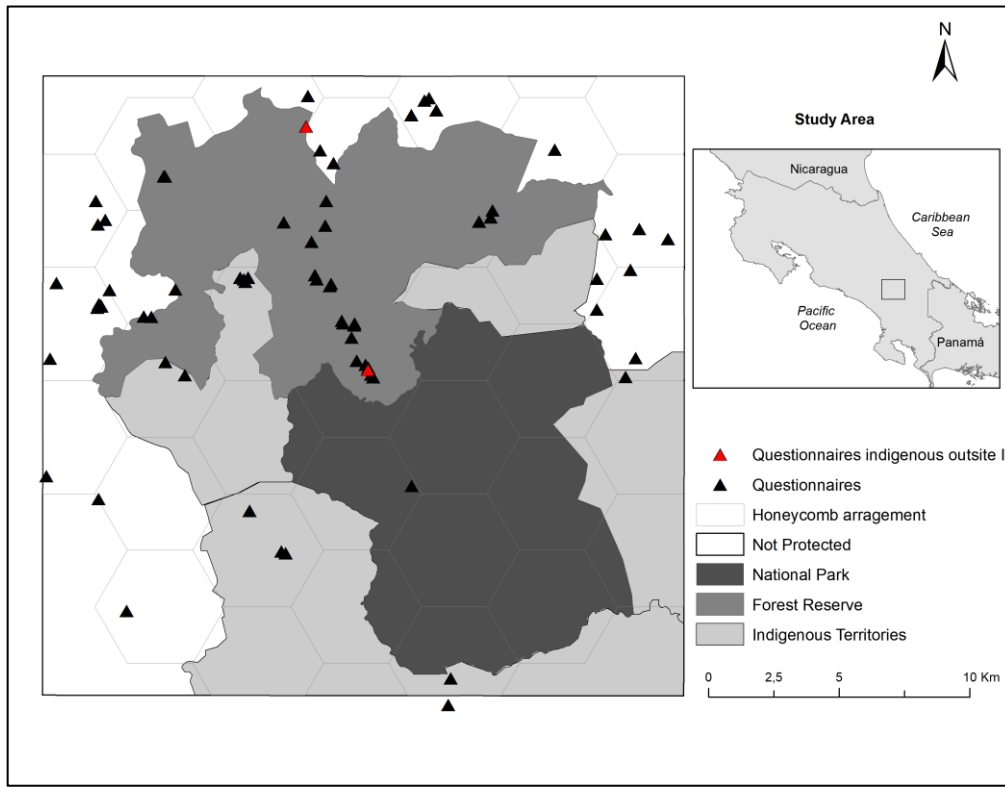 N
Study Area
Nicaragua
Caribbean
Sea
Pacific
Ocean
Panamá
Questionnaires indigenous outsite I
Questionnaires
Honeycomb arragement
Not Protected
National Park
Forest Reserve
Indigenous Territories
0 2,5 5 10 Km